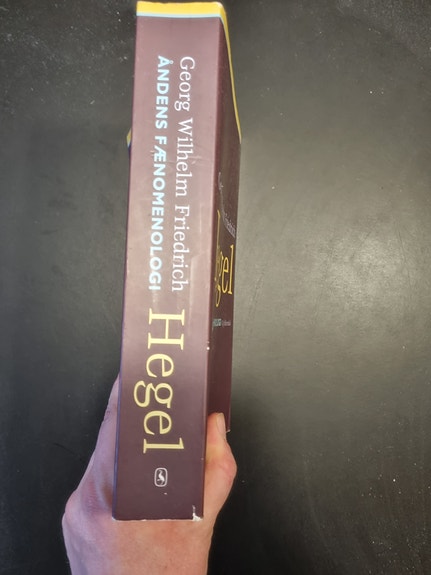 Georg Wilhelm Friedrich
ÅNDENS FÆNOMENOLOGI
Hegel